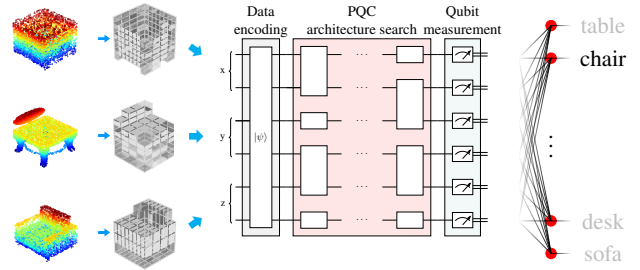 Data
encoding
PQC
architecture search
Qubit
measurement
x
y
z
|ψ⟩
· · ·
· · ·
· · ·
· · ·
· · ·
· · ·
table
chair
⋮
desk
sofa